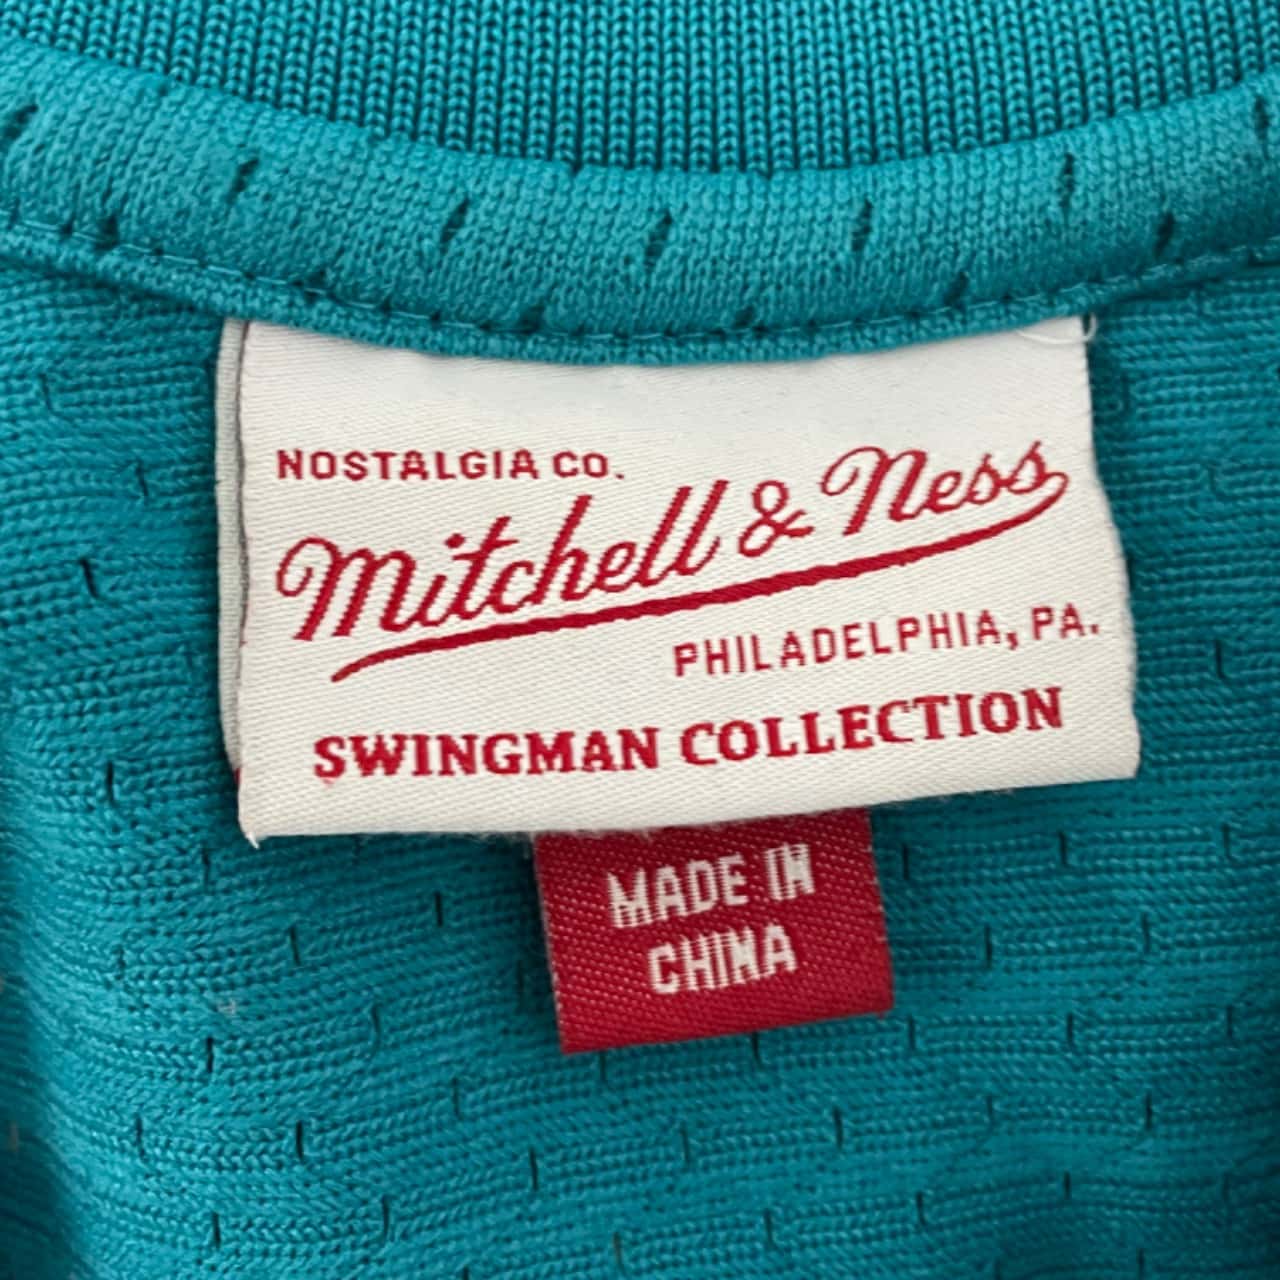 NOSTALGIA CO.
Mitchell & Ness
PHILADELPHIA, PA.
SWINGMAN COLLECTION
MADE IN
CHINA